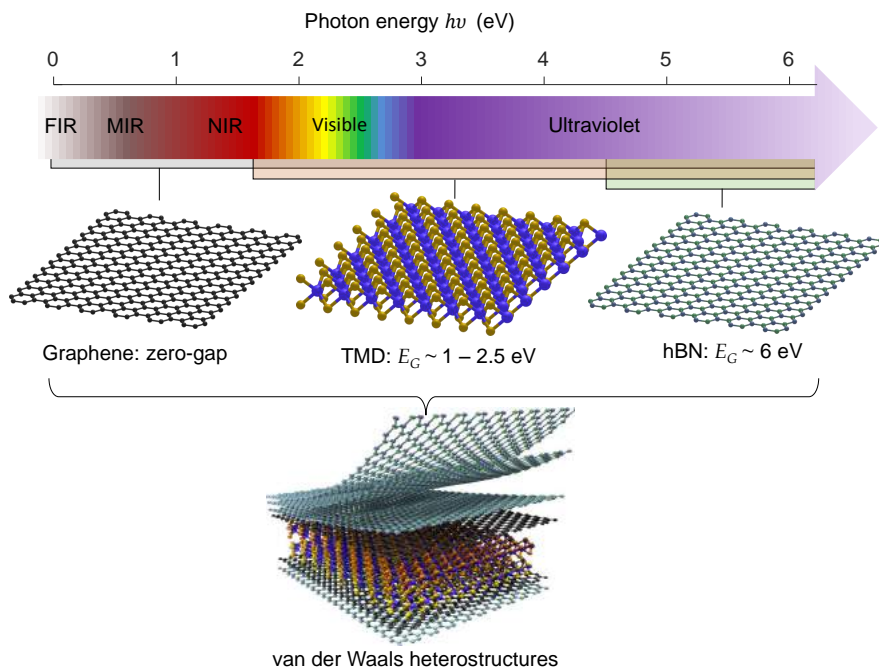 Photon energy hν (eV)
0 1 2 3 4 5 6
FIR MIR NIR Visible Ultraviolet
Graphene: zero-gap
TMD: E_G ~ 1 – 2.5 eV
hBN: E_G ~ 6 eV
van der Waals heterostructures